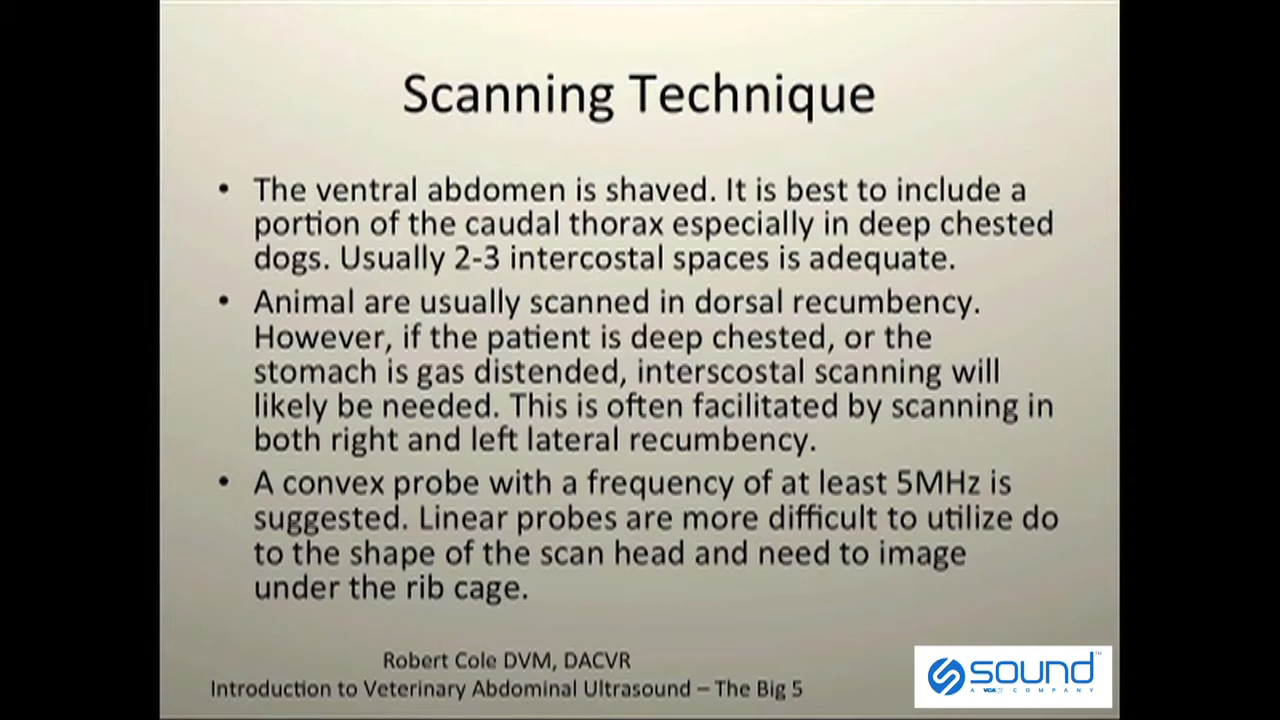 Scanning Technique
• The ventral abdomen is shaved. It is best to include a
portion of the caudal thorax especially in deep chested
dogs. Usually 2-3 intercostal spaces is adequate.
• Animal are usually scanned in dorsal recumbency.
However, if the patient is deep chested, or the
stomach is gas distended, interscostal scanning will
likely be needed. This is often facilitated by scanning in
both right and left lateral recumbency.
• A convex probe with a frequency of at least 5MHz is
suggested. Linear probes are more difficult to utilize do
to the shape of the scan head and need to image
under the rib cage.
Robert Cole DVM, DACVR
Introduction to Veterinary Abdominal Ultrasound – The Big 5
sound™
A VCA COMPANY